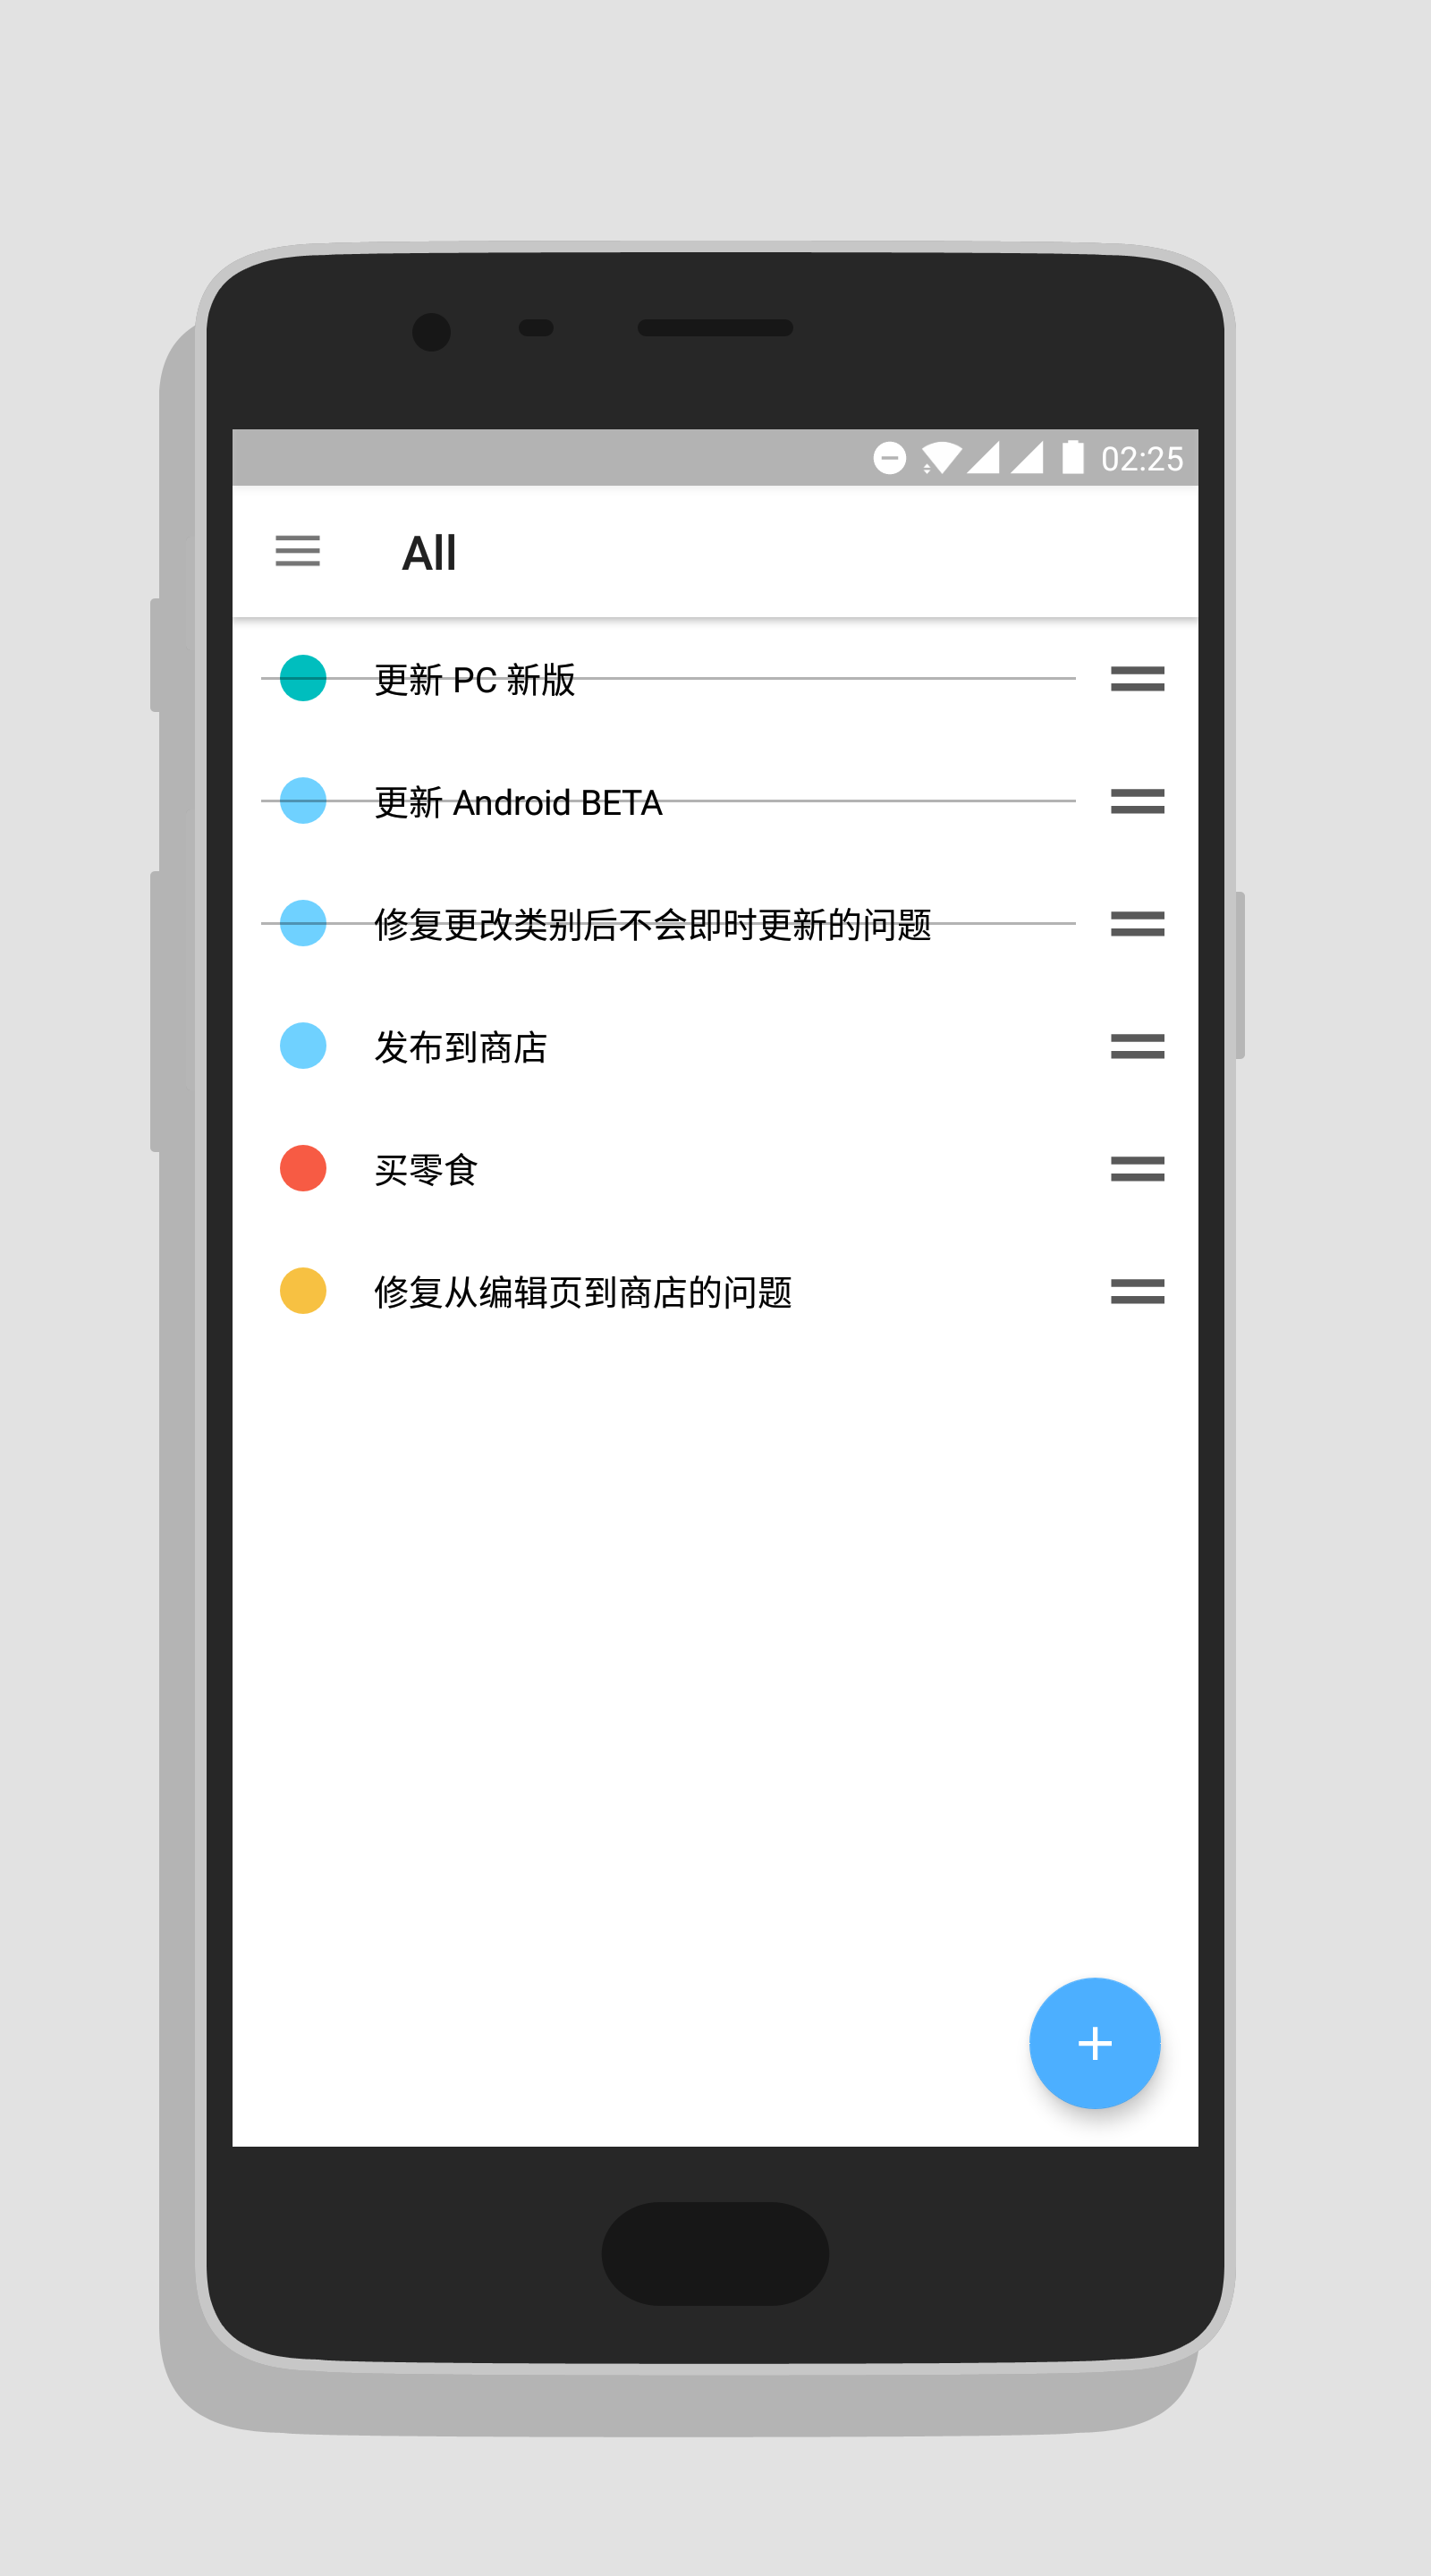 02:25
All
更新 PC 新版
更新 Android BETA
修复更改类别后不会即时更新的问题
发布到商店
买零食
修复从编辑页到商店的问题